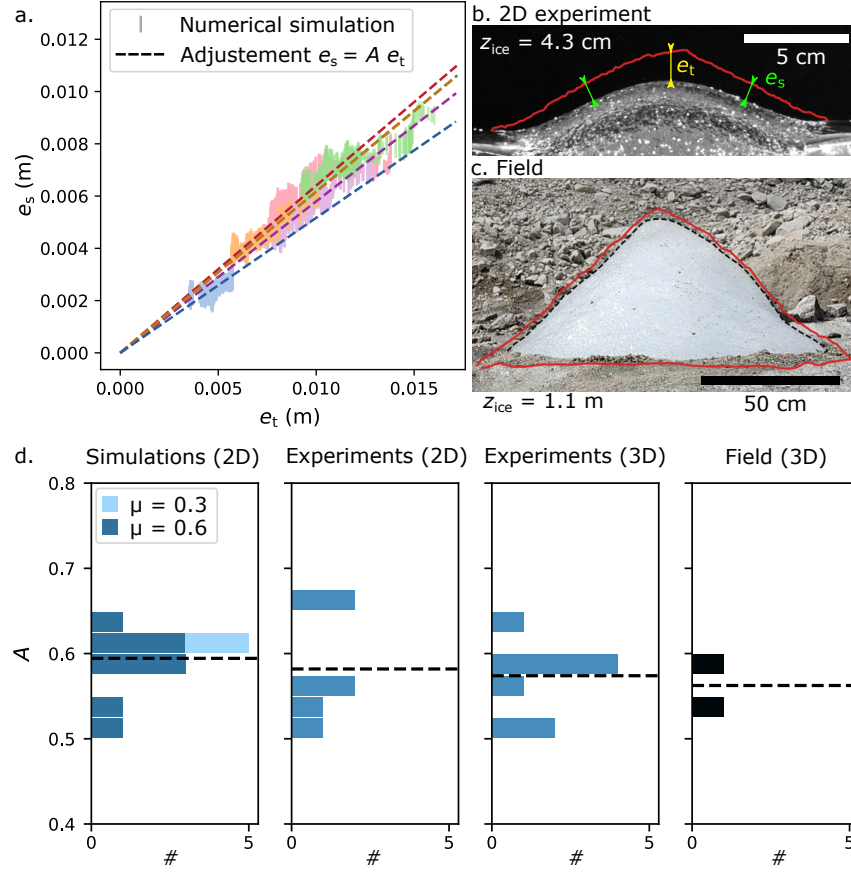 a.
0.012
0.010
0.008
0.006
0.004
0.002
0.000
e_s (m)
Numerical simulation
Adjustement e_s = A e_t
0.000 0.005 0.010 0.015
e_t (m)
b. 2D experiment
z_ice = 4.3 cm
5 cm
e_t
e_s
c. Field
z_ice = 1.1 m
50 cm
d.
Simulations (2D) Experiments (2D) Experiments (3D) Field (3D)
μ = 0.3
μ = 0.6
0.8
0.7
0.6
0.5
0.4
A
0 5 0 5 0 5 0 5
# # # #